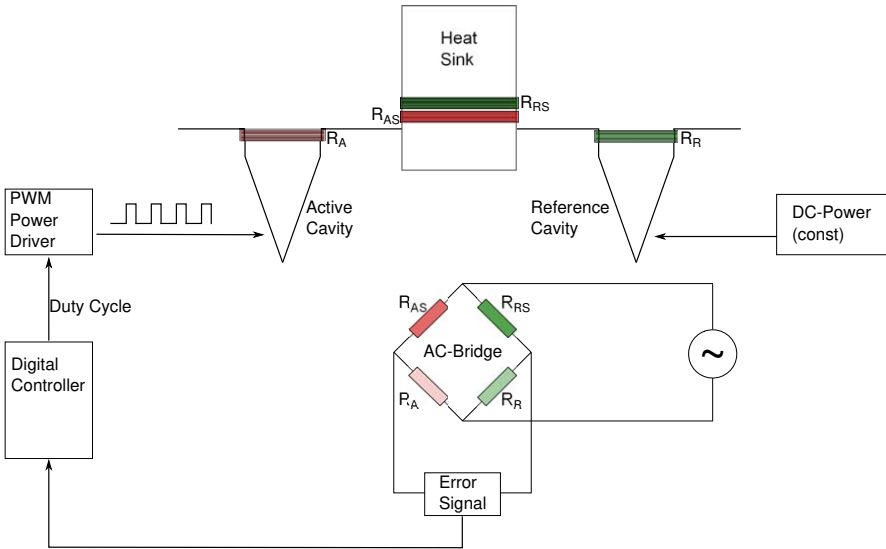 Heat
Sink
R_RS
R_AS
R_A
R_R
PWM
Power
Driver
Active
Cavity
Reference
Cavity
DC-Power
(const)
Duty Cycle
R_AS
R_RS
~
AC-Bridge
Digital
Controller
R_A
R_R
Error
Signal